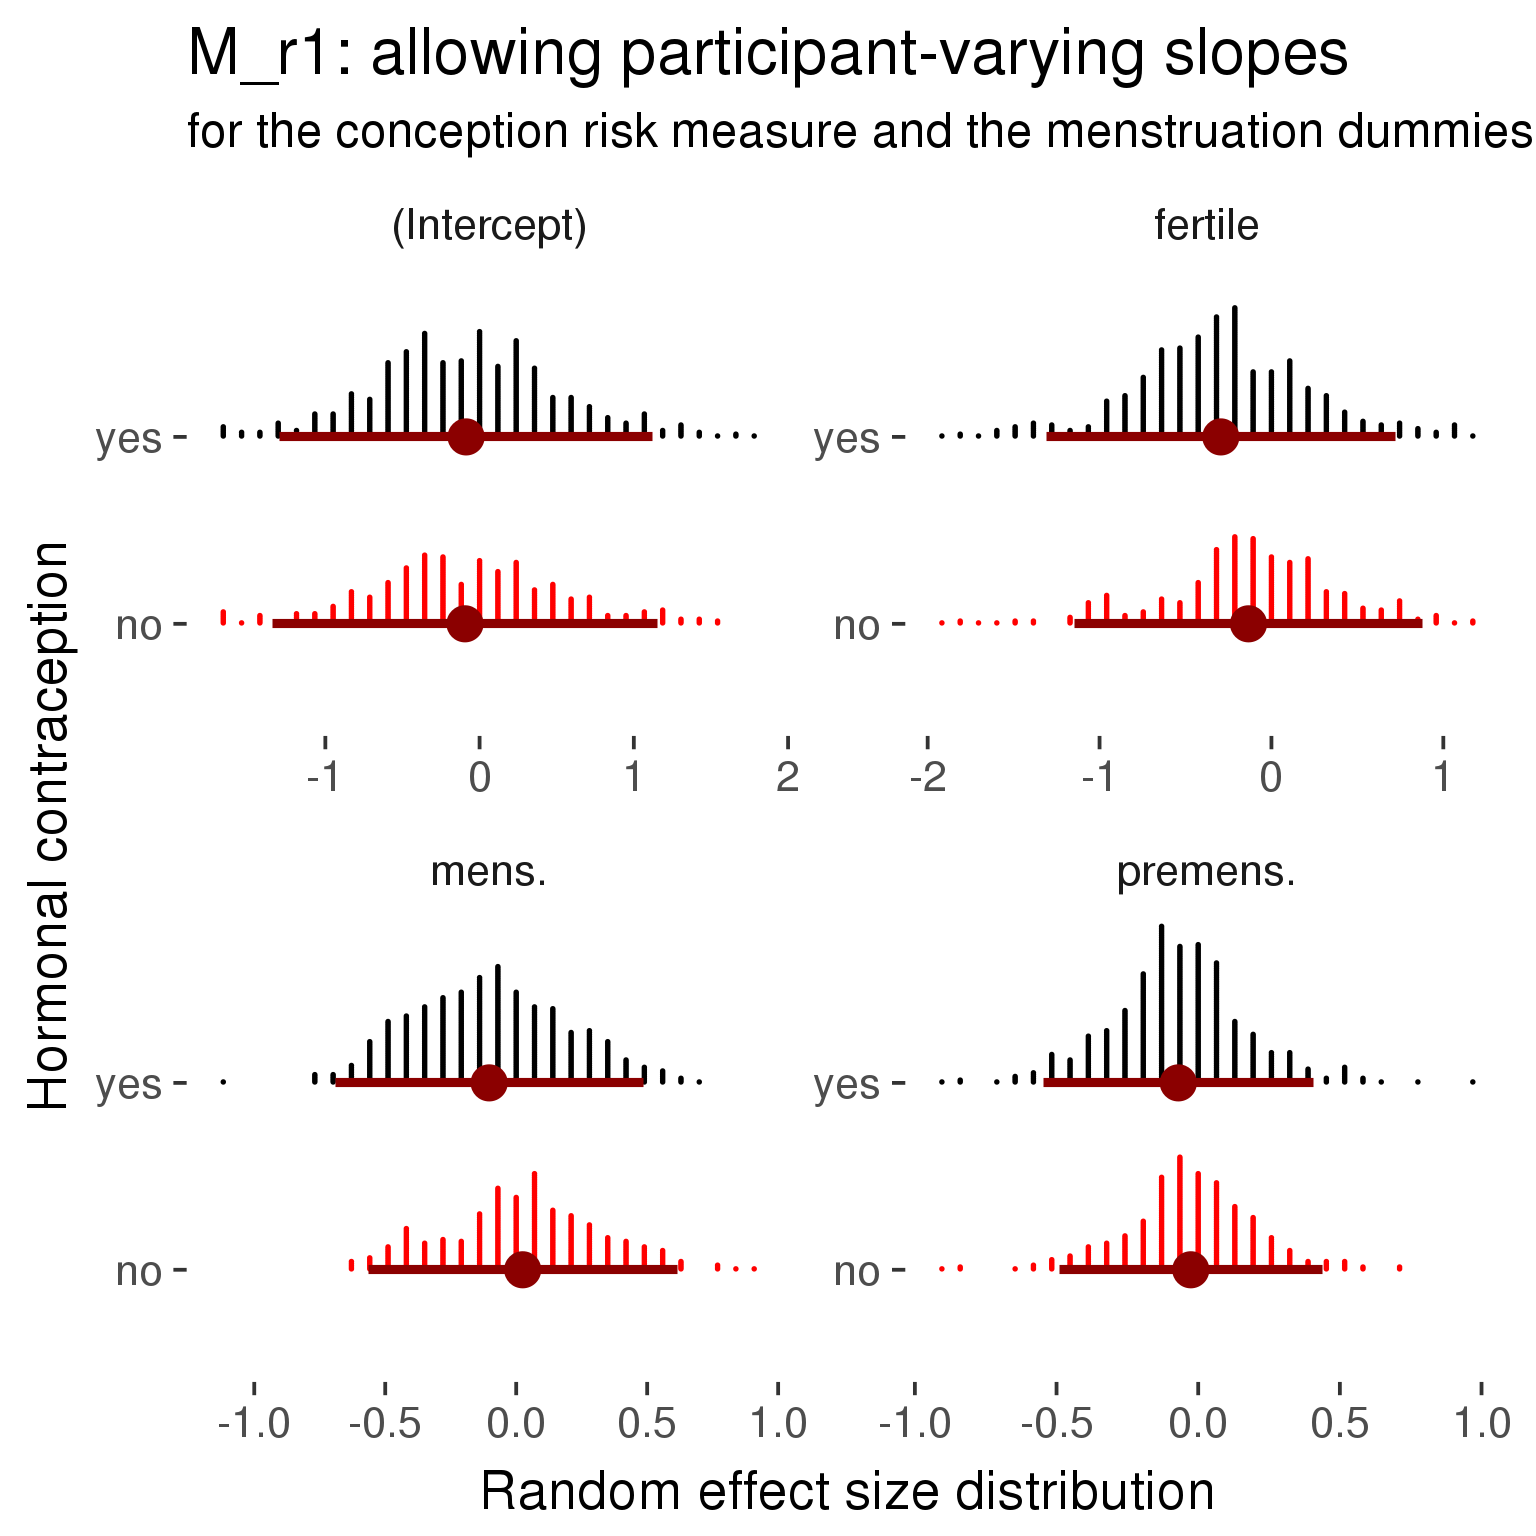 M_r1: allowing participant-varying slopes
for the conception risk measure and the menstruation dummies
(Intercept)
fertile
yes
yes
no
no
-1 0 1 2 -2 -1 0 1
Hormonal contraception
mens.
premens.
yes
yes
no
no
-1.0 -0.5 0.0 0.5 1.0 -1.0 -0.5 0.0 0.5 1.0
Random effect size distribution